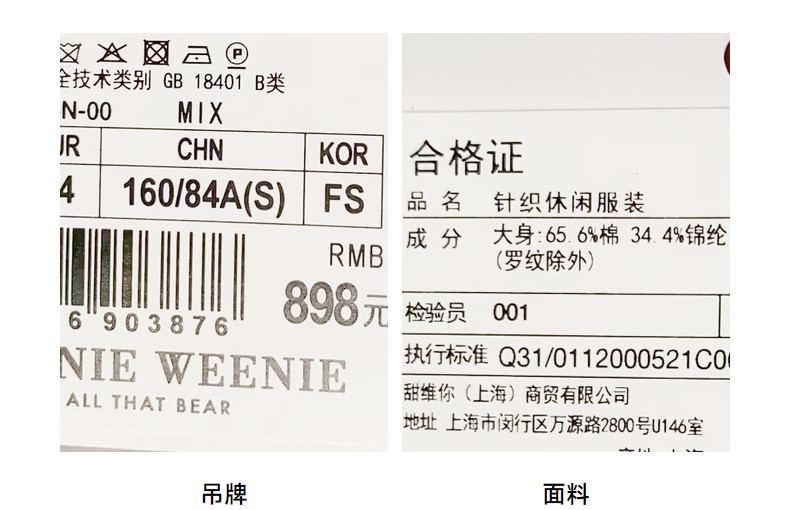 全技术类别 GB 18401 B类
N-00 MIX
UR CHN KOR
4 160/84A(S) FS
RMB
898元
6 903876
NIE WEENIE
ALL THAT BEAR
吊牌
合格证
品 名 针织休闲服装
成 分 大身:65.6%棉 34.4%锦纶
(罗纹除外)
检验员 001
执行标准 Q31/0112000521C0
甜维你（上海）商贸有限公司
地址 上海市闵行区万源路2800号U146室
面料